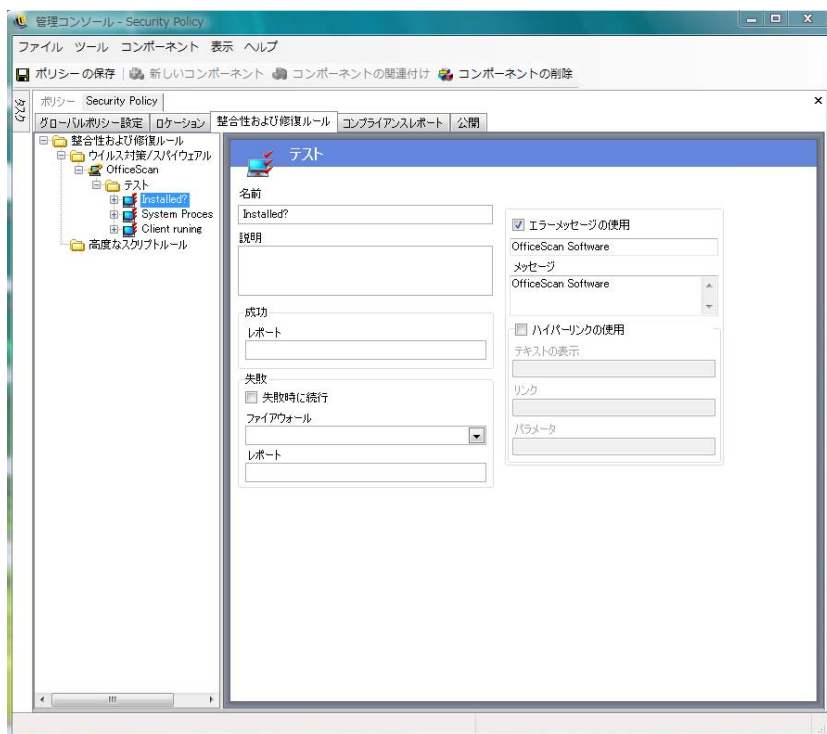 管理コンソール - Security Policy
ファイル ツール コンポーネント 表示 ヘルプ
ポリシーの保存 新しいコンポーネント コンポーネントの関連付け コンポーネントの削除
タスク
ポリシー Security Policy
グローバルポリシー設定 ロケーション 整合性および修復ルール コンプライアンスレポート 公開
整合性および修復ルール
ウイルス対策/スパイウェアル
OfficeScan
テスト
Installed?
System Proces
Client runing
高度なスクリプトルール
テスト
名前
Installed?
説明
成功
レポート
失敗
失敗時に続行
ファイアウォール
レポート
エラーメッセージの使用
OfficeScan Software
メッセージ
OfficeScan Software
ハイパーリンクの使用
テキストの表示
リンク
パラメータ